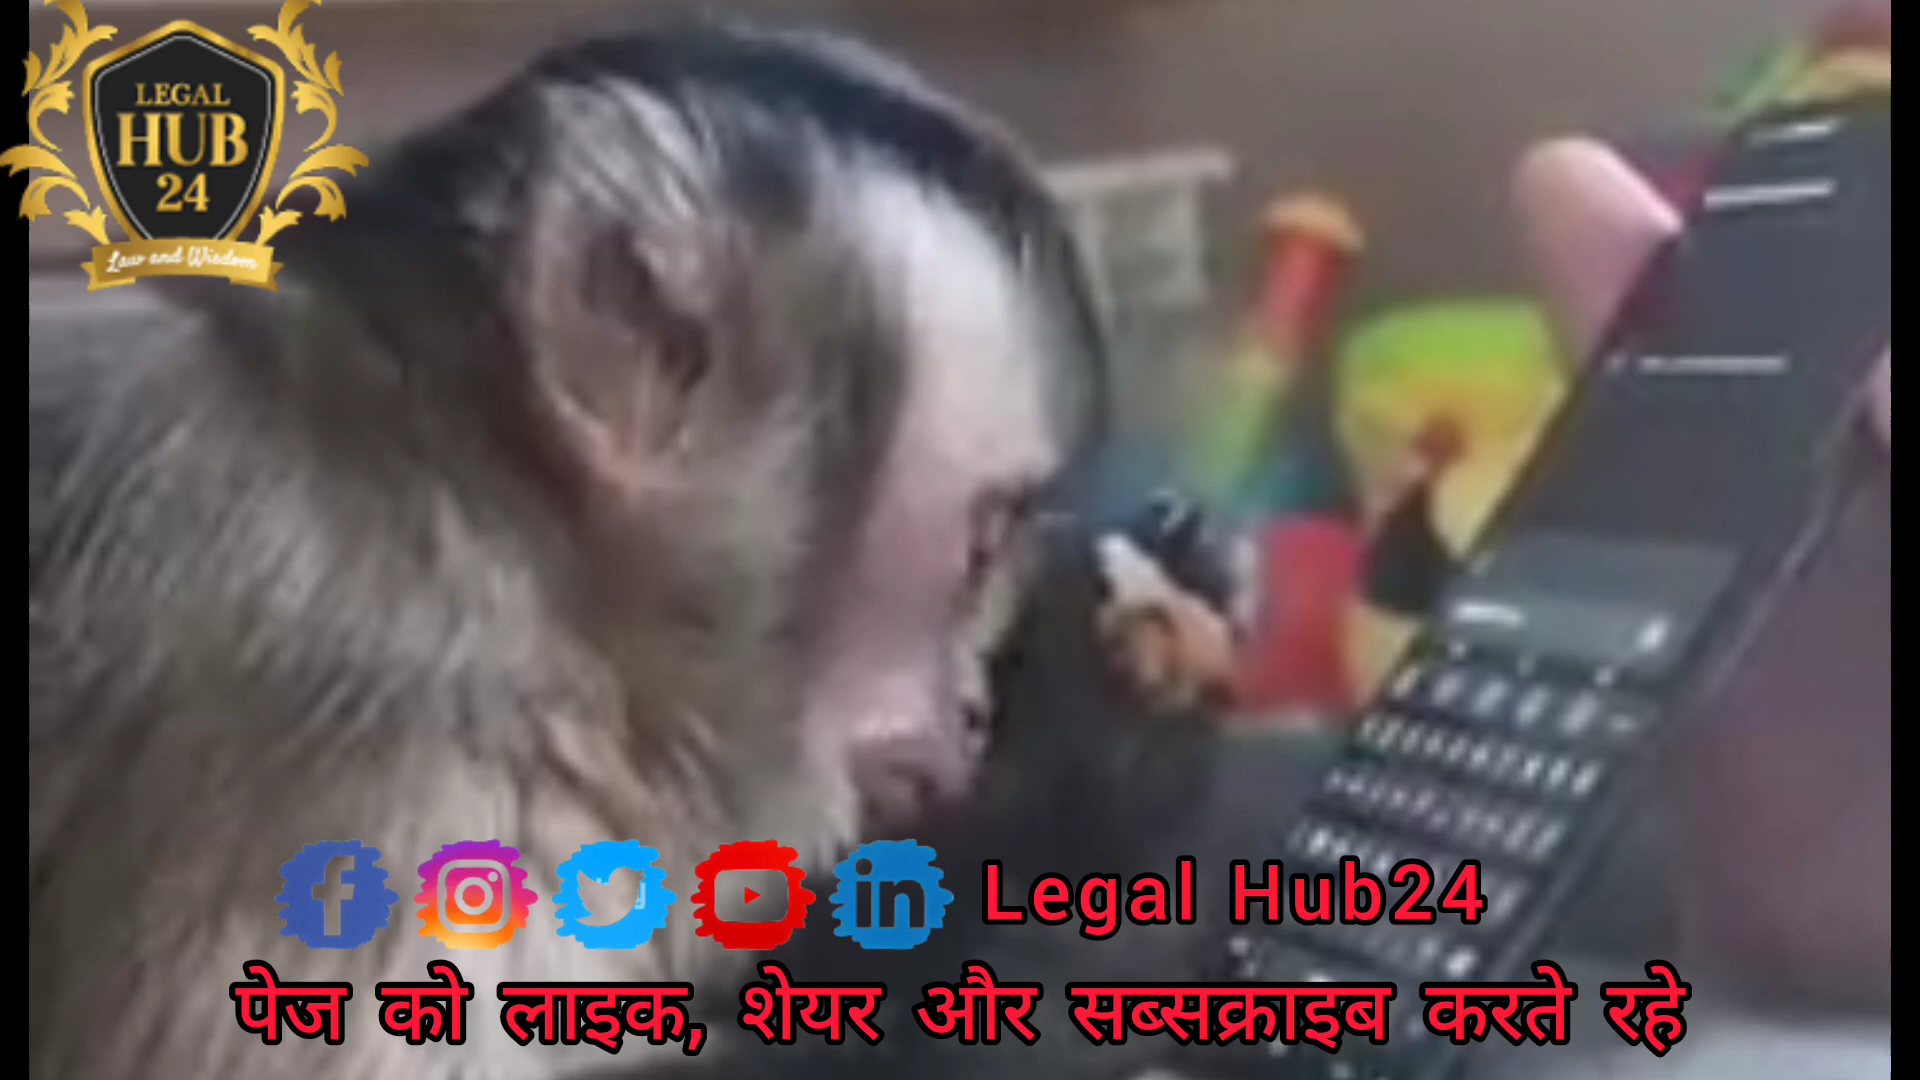 LEGAL
HUB
24
Law and Wisdom
Legal Hub24
पेज को लाइक, शेयर और सब्सक्राइब करते रहे